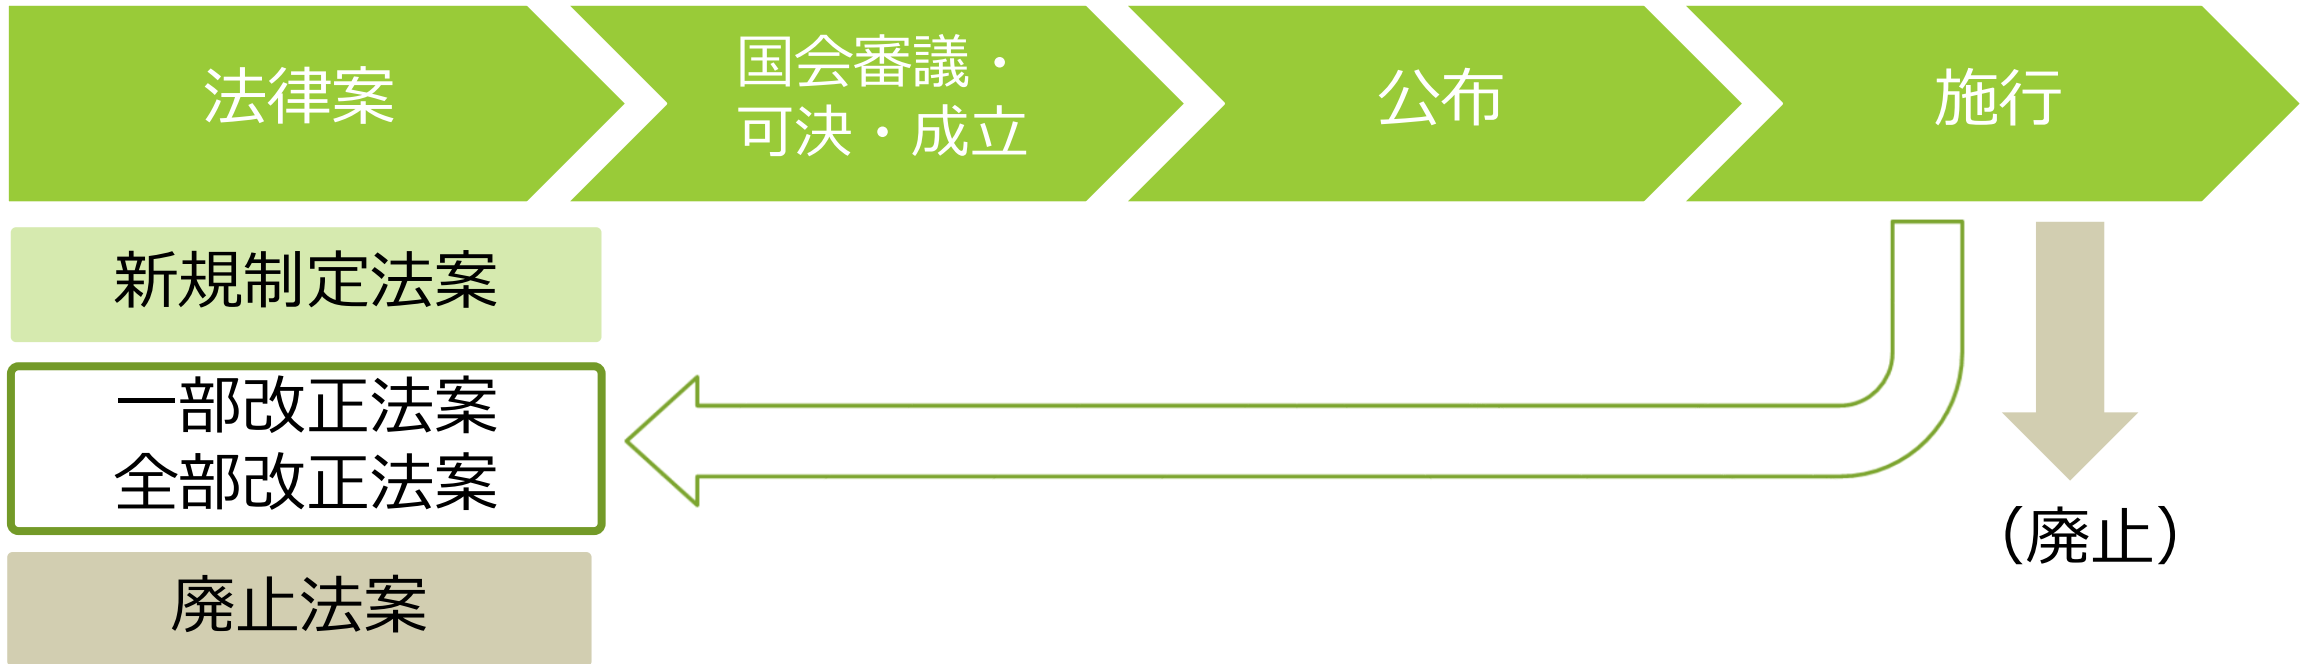 法律案
国会審議・
可決・成立
公布
施行
新規制定法案
一部改正法案
全部改正法案
廃止法案
（廃止）